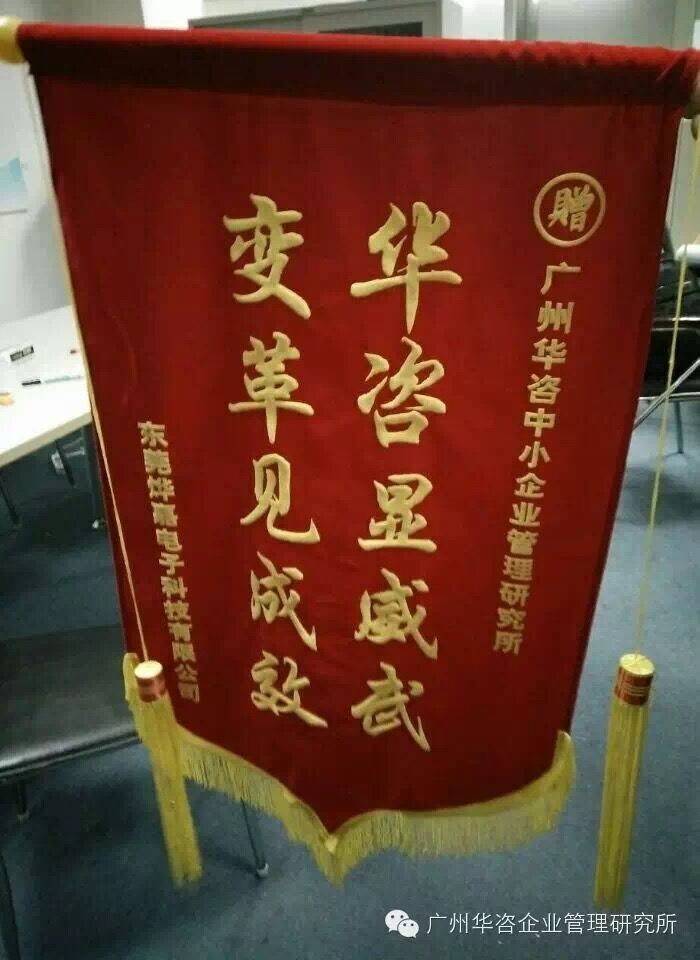 赠
广州华咨中小企业管理研究所
华咨显威武
变革见成效
东莞烨嘉电子科技有限公司
广州华咨企业管理研究所